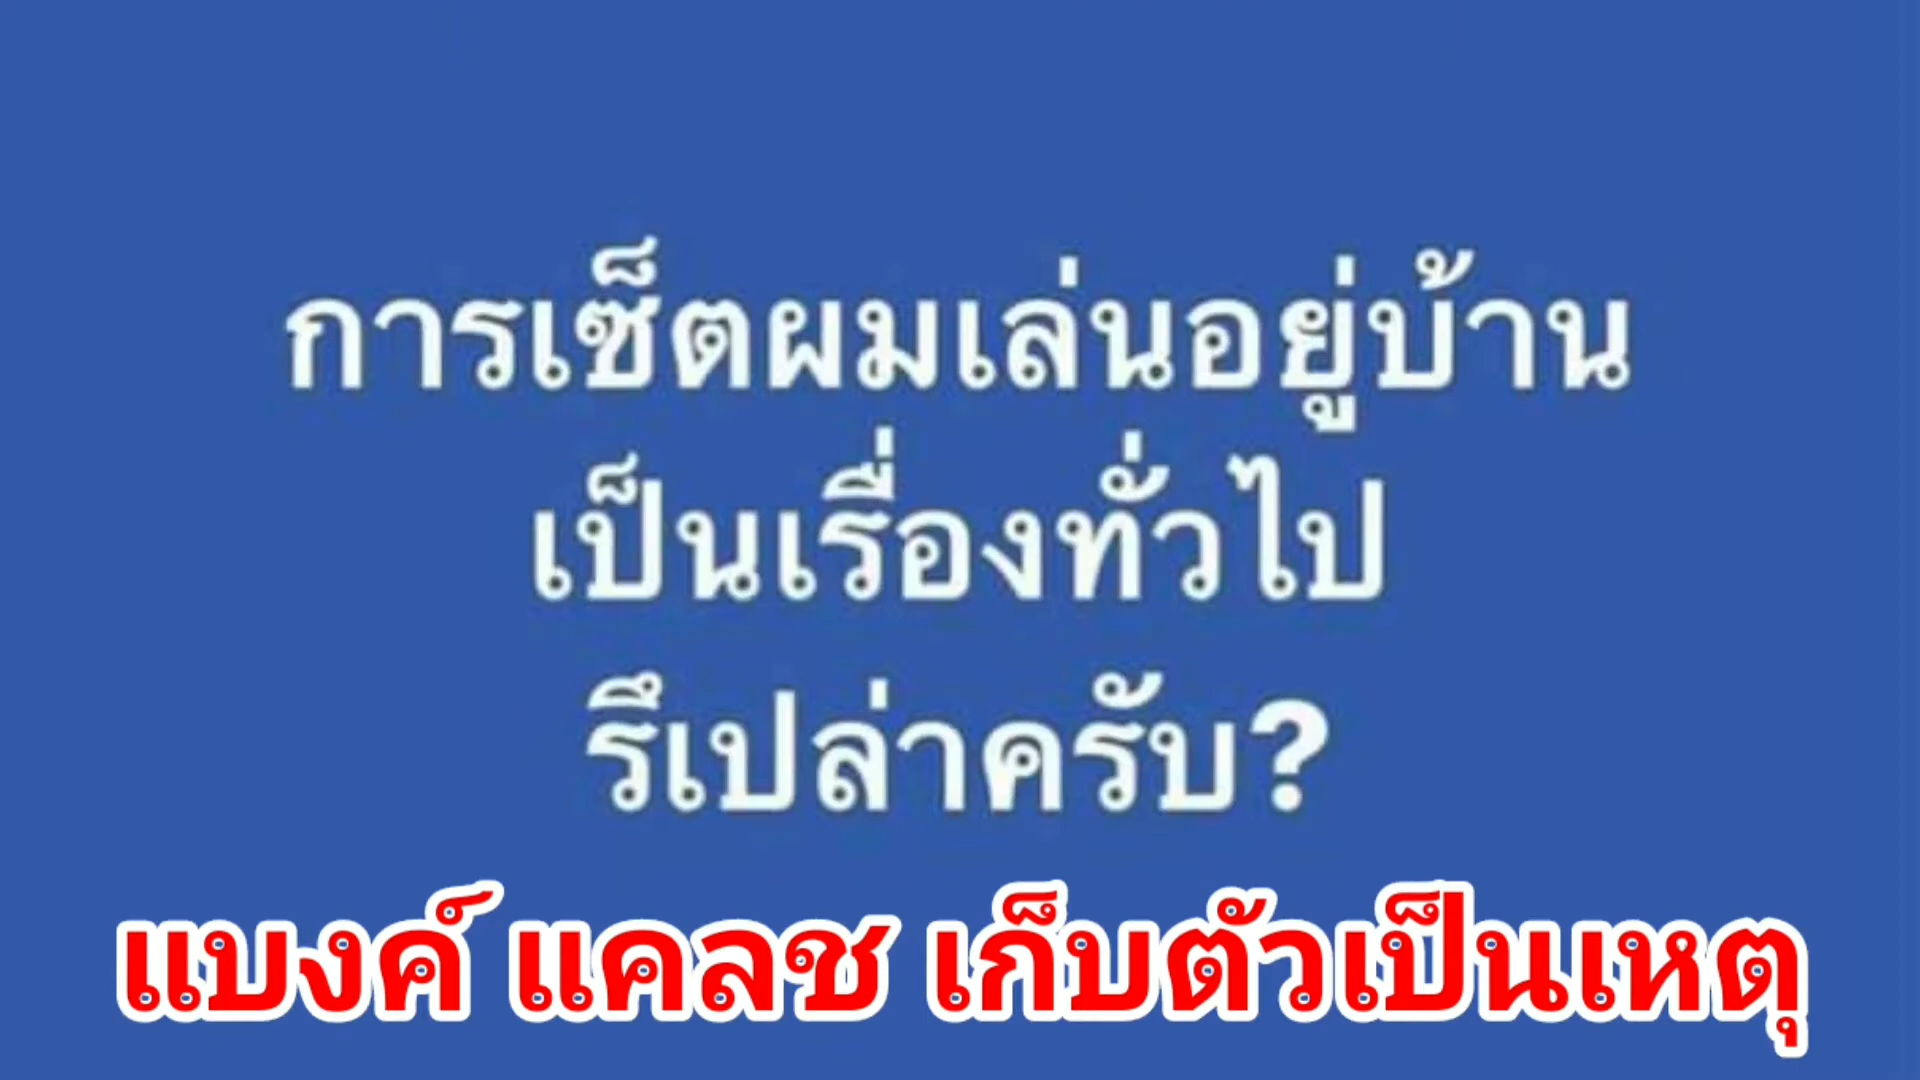 การเซ็ตผมเล่นอยู่บ้าน
เป็นเรื่องทั่วไป
รึเปล่าครับ?
แบงค์ แคลช เก็บตัวเป็นเหตุ